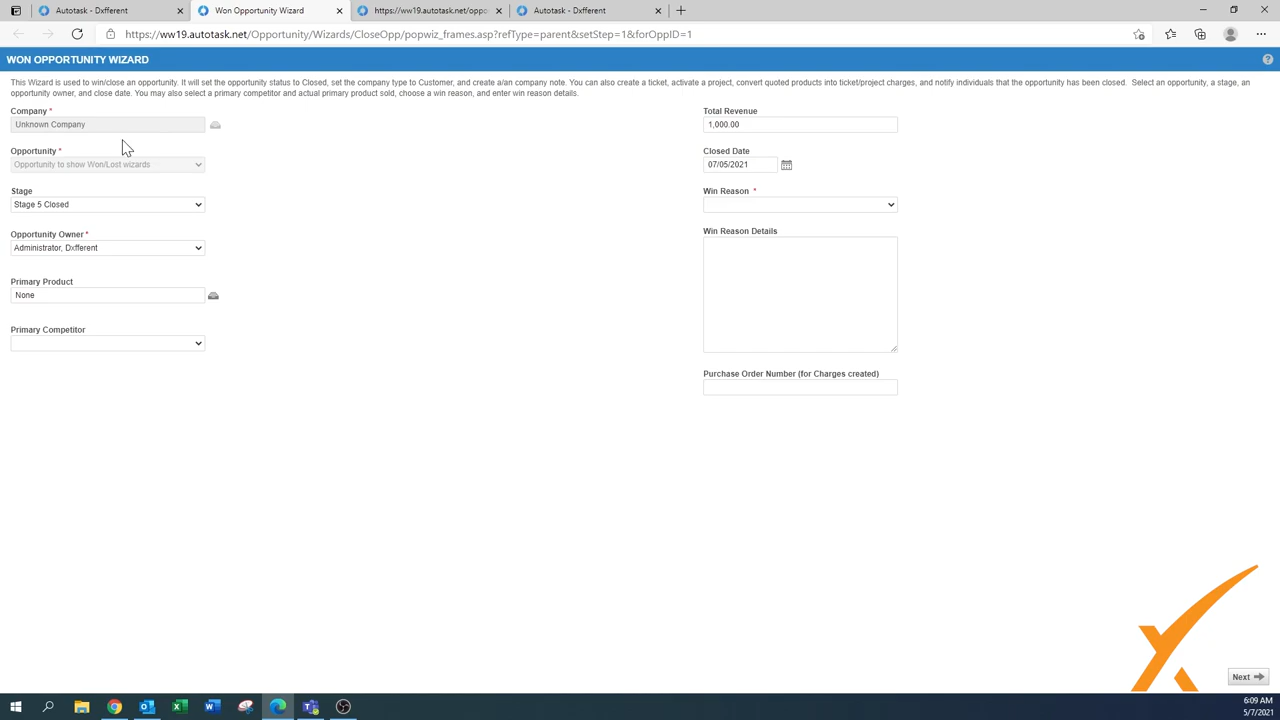 Autotask - Dxfferent
Won Opportunity Wizard
https://ww19.autotask.net/oppo
Autotask - Dxfferent
https://ww19.autotask.net/Opportunity/Wizards/CloseOpp/popwiz_frames.asp?refType=parent&setStep=1&forOppID=1
WON OPPORTUNITY WIZARD
This Wizard is used to win/close an opportunity. It will set the opportunity status to Closed, set the company type to Customer, and create a/an company note. You can also create a ticket, activate a project, convert quoted products into ticket/project charges, and notify individuals that the opportunity has been closed. Select an opportunity, a stage, an
opportunity owner, and close date. You may also select a primary competitor and actual primary product sold, choose a win reason, and enter win reason details.
Company *
Unknown Company
Opportunity *
Opportunity to show Won/Lost wizards
Stage
Stage 5 Closed
Opportunity Owner *
Administrator, Dxfferent
Primary Product
None
Primary Competitor
Total Revenue
1,000.00
Closed Date
07/05/2021
Win Reason *
Win Reason Details
Purchase Order Number (for Charges created)
Next
6:09 AM
5/7/2021